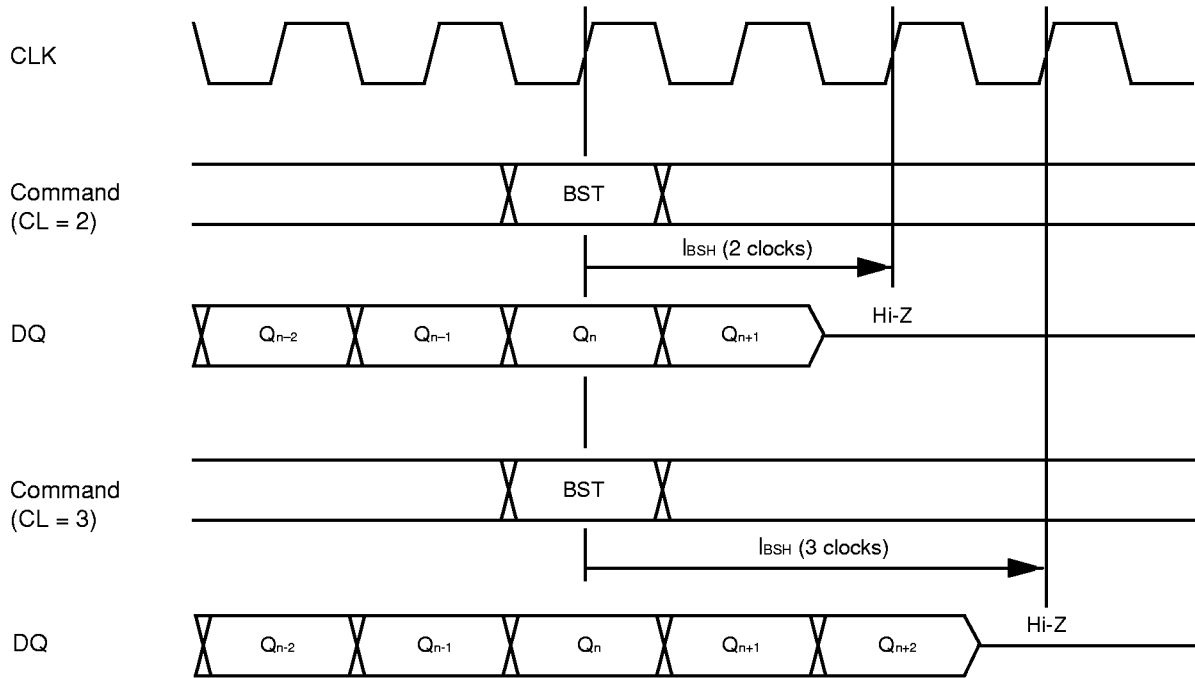 CLK
Command
(CL = 2)
BST
lBSH (2 clocks)
DQ
Qn–2
Qn–1
Qn
Qn+1
Hi-Z
Command
(CL = 3)
BST
lBSH (3 clocks)
DQ
Qn-2
Qn-1
Qn
Qn+1
Qn+2
Hi-Z